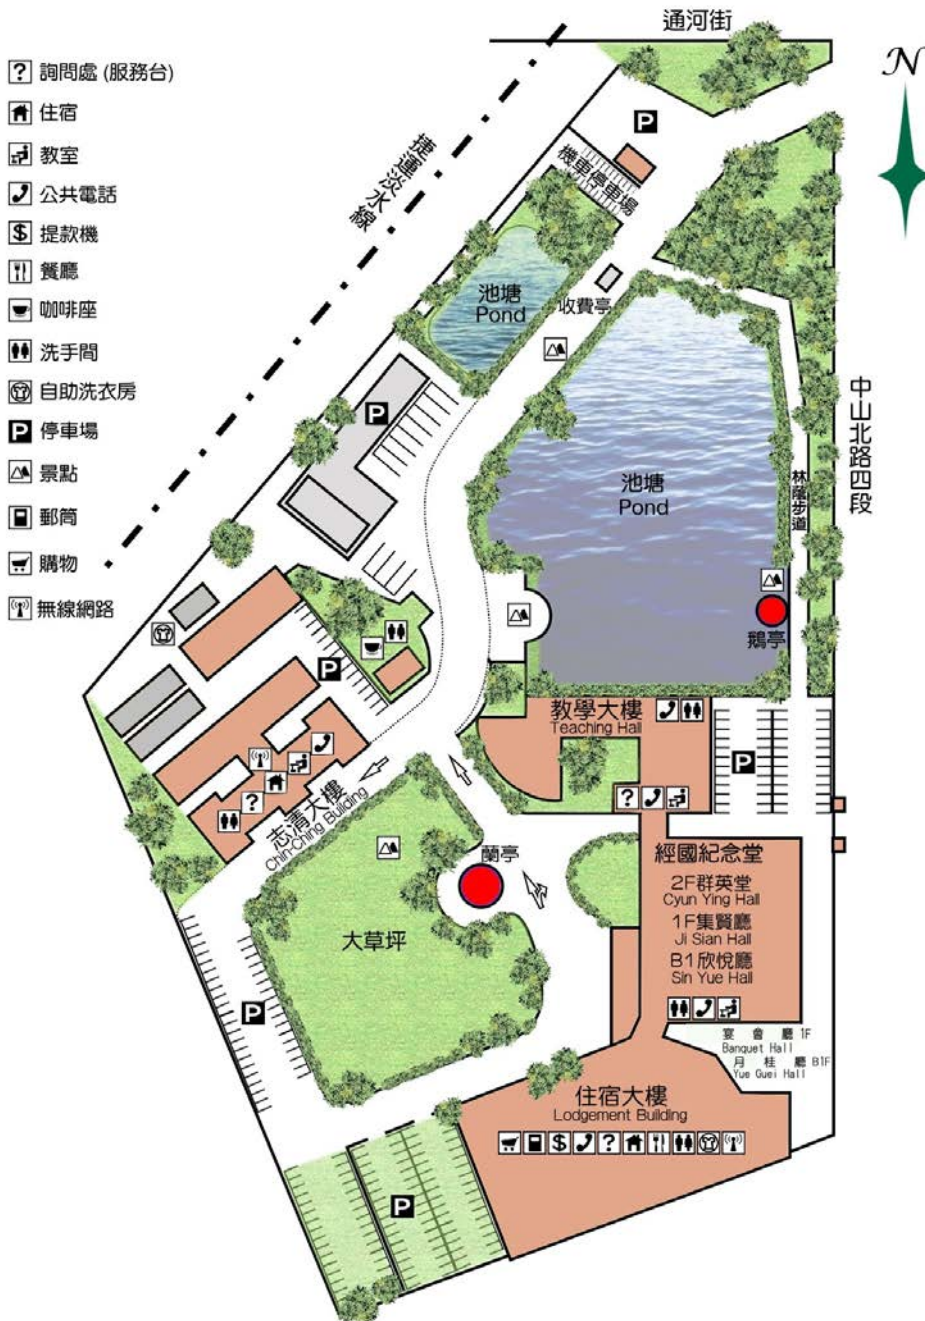 通河街
N
? 詢問處 (服務台)
住宿
教室
公共電話
$ 提款機
餐廳
咖啡座
洗手間
自助洗衣房
P 停車場
景點
郵筒
購物
無線網路
捷運淡水線
P
機車停車場
池塘
Pond
收費亭
中山北路四段
P
池塘
Pond
林蔭步道
鵝亭
P
教學大樓
Teaching Hall
P
?
?
志清大樓
Chin-Ching Building
蘭亭
大草坪
經國紀念堂
2F群英堂
Cyun Ying Hall
1F集賢廳
Ji Sian Hall
B1欣悅廳
Sin Yue Hall
P
宴會廳 1F
Banquet Hall
月桂廳 B1F
Yue Guei Hall
住宿大樓
Lodgement Building
$ ?
P